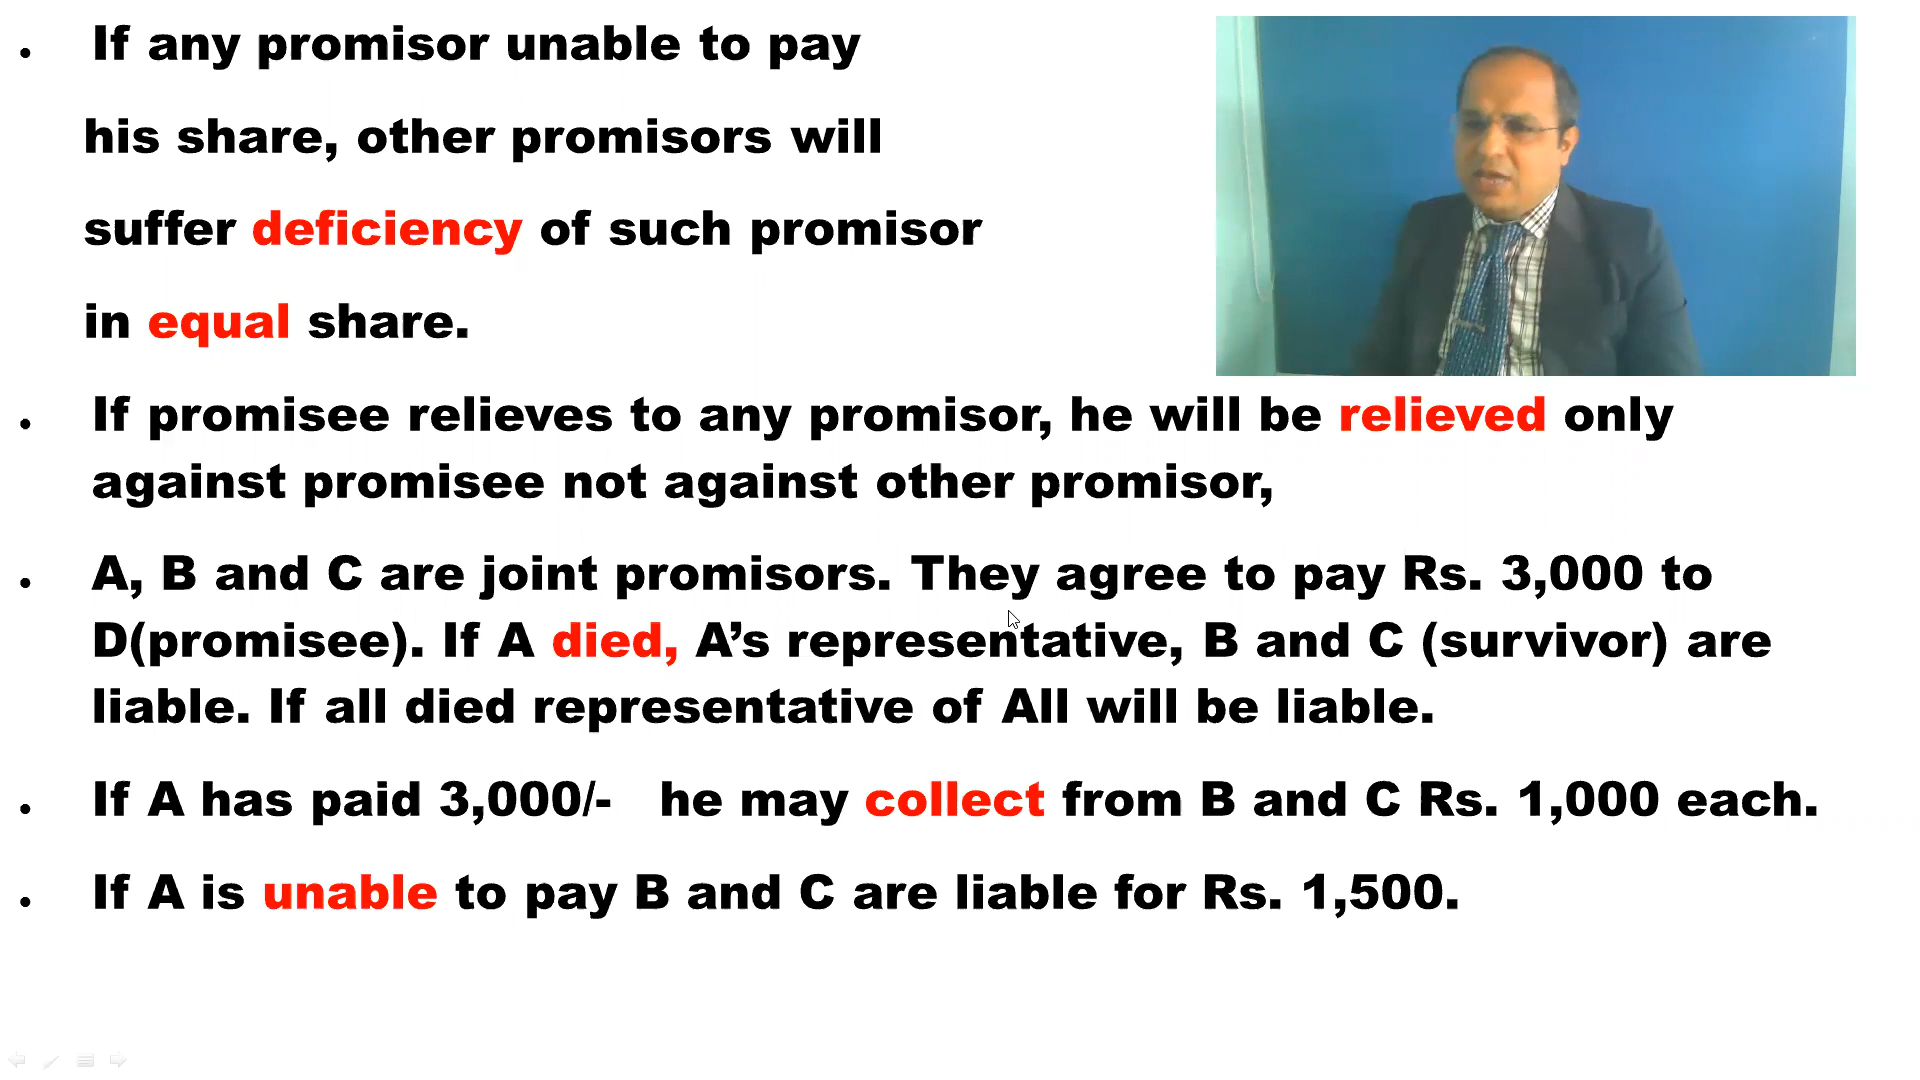 If any promisor unable to pay
his share, other promisors will
suffer deficiency of such promisor
in equal share.
If promisee relieves to any promisor, he will be relieved only
against promisee not against other promisor,
A, B and C are joint promisors. They agree to pay Rs. 3,000 to
D(promisee). If A died, A’s representative, B and C (survivor) are
liable. If all died representative of All will be liable.
If A has paid 3,000/- he may collect from B and C Rs. 1,000 each.
If A is unable to pay B and C are liable for Rs. 1,500.